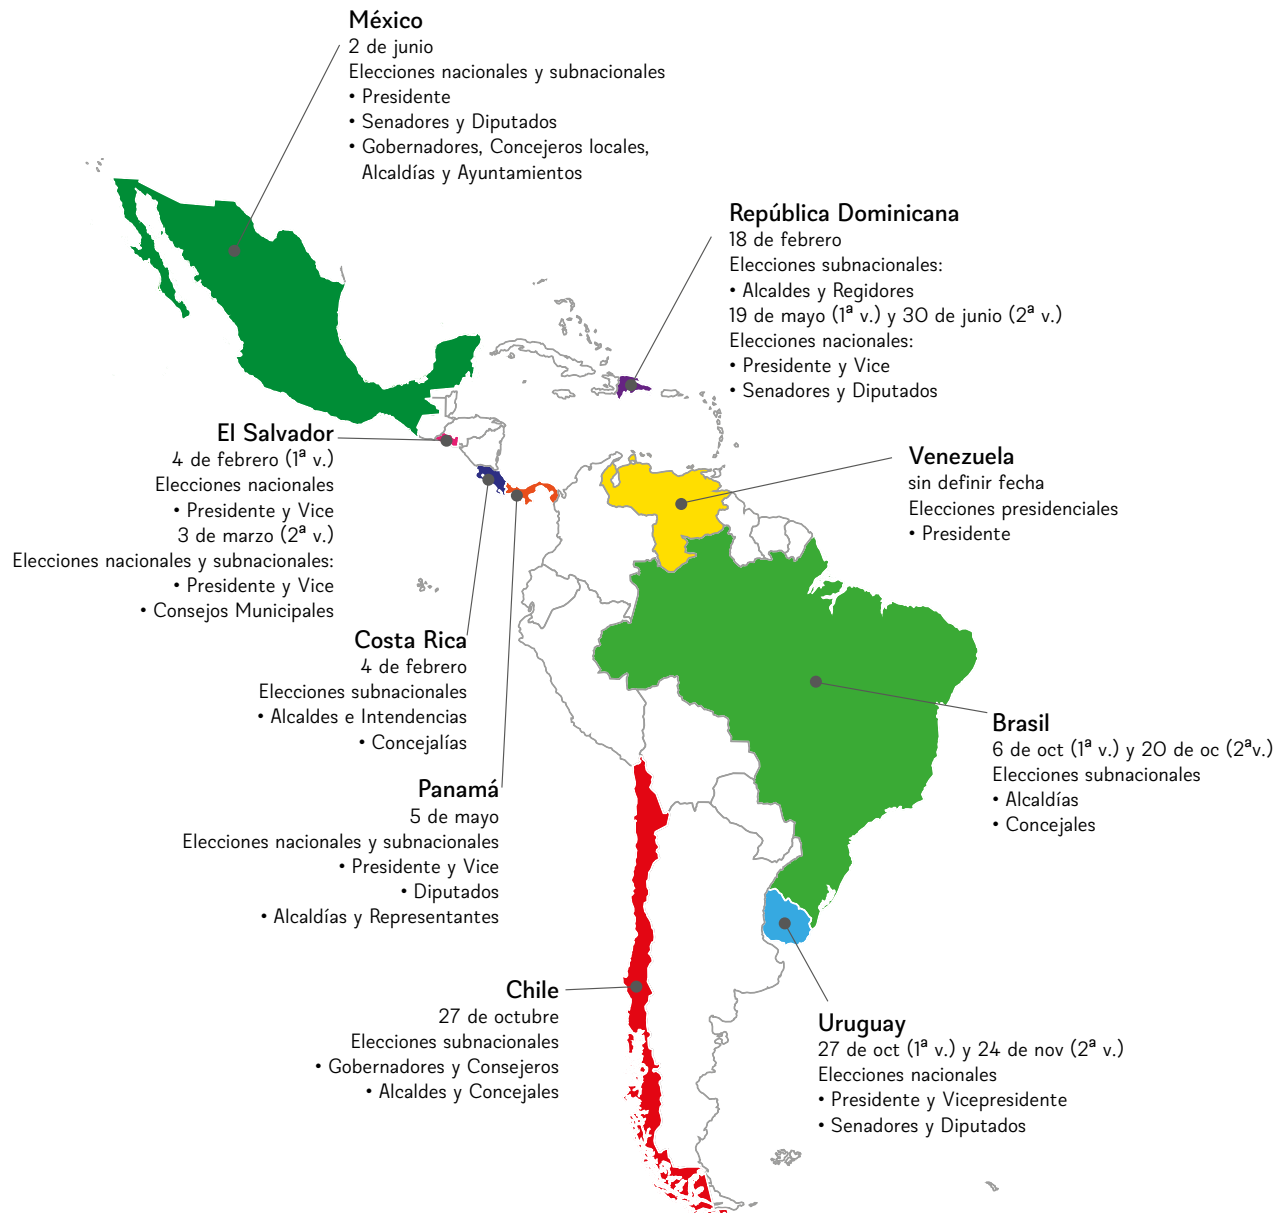 México
2 de junio
Elecciones nacionales y subnacionales
• Presidente
• Senadores y Diputados
• Gobernadores, Concejeros locales,
Alcaldías y Ayuntamientos
República Dominicana
18 de febrero
Elecciones subnacionales:
• Alcaldes y Regidores
19 de mayo (1ª v.) y 30 de junio (2ª v.)
Elecciones nacionales:
• Presidente y Vice
• Senadores y Diputados
El Salvador
4 de febrero (1ª v.)
Elecciones nacionales
• Presidente y Vice
3 de marzo (2ª v.)
Elecciones nacionales y subnacionales:
• Presidente y Vice
• Consejos Municipales
Venezuela
sin definir fecha
Elecciones presidenciales
• Presidente
Costa Rica
4 de febrero
Elecciones subnacionales
• Alcaldes e Intendencias
• Concejalías
Brasil
6 de oct (1ª v.) y 20 de oc (2ªv.)
Elecciones subnacionales
• Alcaldías
• Concejales
Panamá
5 de mayo
Elecciones nacionales y subnacionales
• Presidente y Vice
• Diputados
• Alcaldías y Representantes
Chile
27 de octubre
Elecciones subnacionales
• Gobernadores y Consejeros
• Alcaldes y Concejales
Uruguay
27 de oct (1ª v.) y 24 de nov (2ª v.)
Elecciones nacionales
• Presidente y Vicepresidente
• Senadores y Diputados